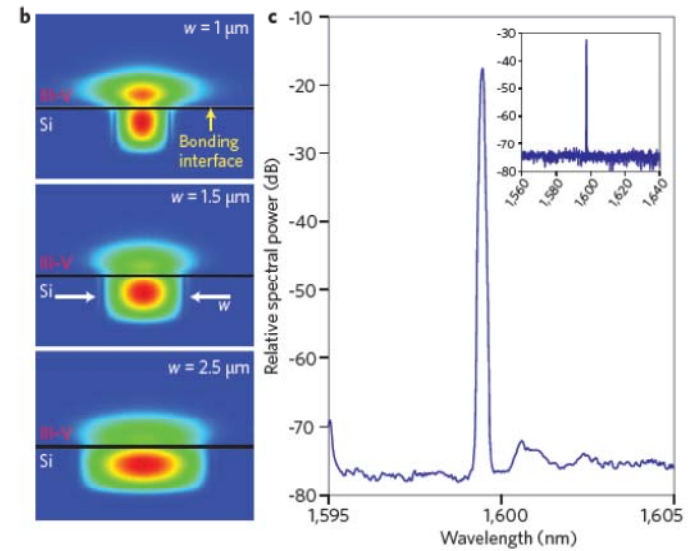 b
w = 1 μm
III-V
Si
Bonding
interface
w = 1.5 μm
III-V
Si
w
w = 2.5 μm
III-V
Si
c
-10
-20
-30
-40
-50
-60
-70
-80
Relative spectral power (dB)
1,595
1,600
1,605
Wavelength (nm)
-30
-40
-50
-60
-70
-80
1,560
1,580
1,600
1,620
1,640